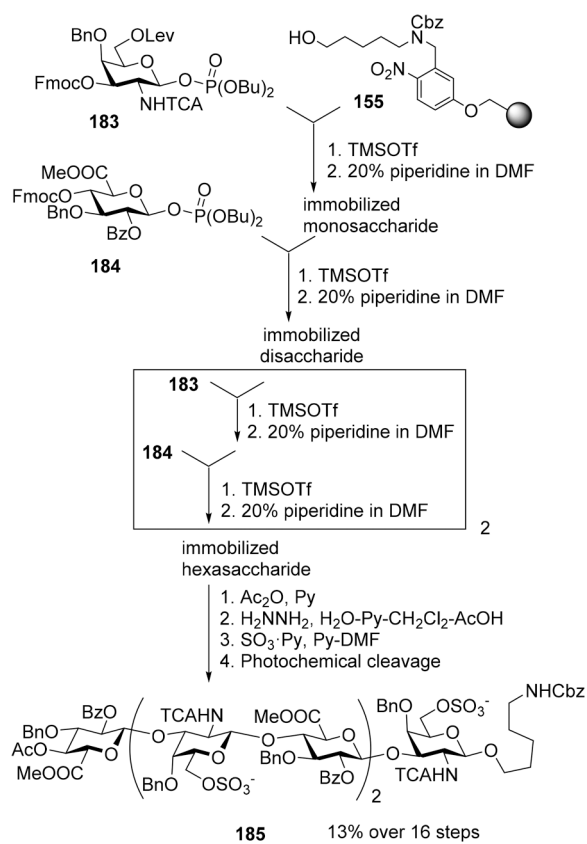 BnO OLev
FmocO
NHTCA
O
O
O
P(OBu)2
183
Cbz
HO
N
O2N
O
155
1. TMSOTf
2. 20% piperidine in DMF
immobilized
monosaccharide
MeOOC
FmocO
BnO
BzO
O
O
O
P(OBu)2
184
1. TMSOTf
2. 20% piperidine in DMF
immobilized
disaccharide
183
1. TMSOTf
2. 20% piperidine in DMF
184
1. TMSOTf
2. 20% piperidine in DMF
2
immobilized
hexasaccharide
1. Ac2O, Py
2. H2NNH2, H2O-Py-CH2Cl2-AcOH
3. SO3·Py, Py-DMF
4. Photochemical cleavage
BzO
BnO
AcO
MeOOC
O
O
TCAHN
O
BnO
OSO3-
O
MeOOC
O
BnO
BzO
O
2
BnO OSO3-
O
TCAHN
O
NHCbz
185 13% over 16 steps